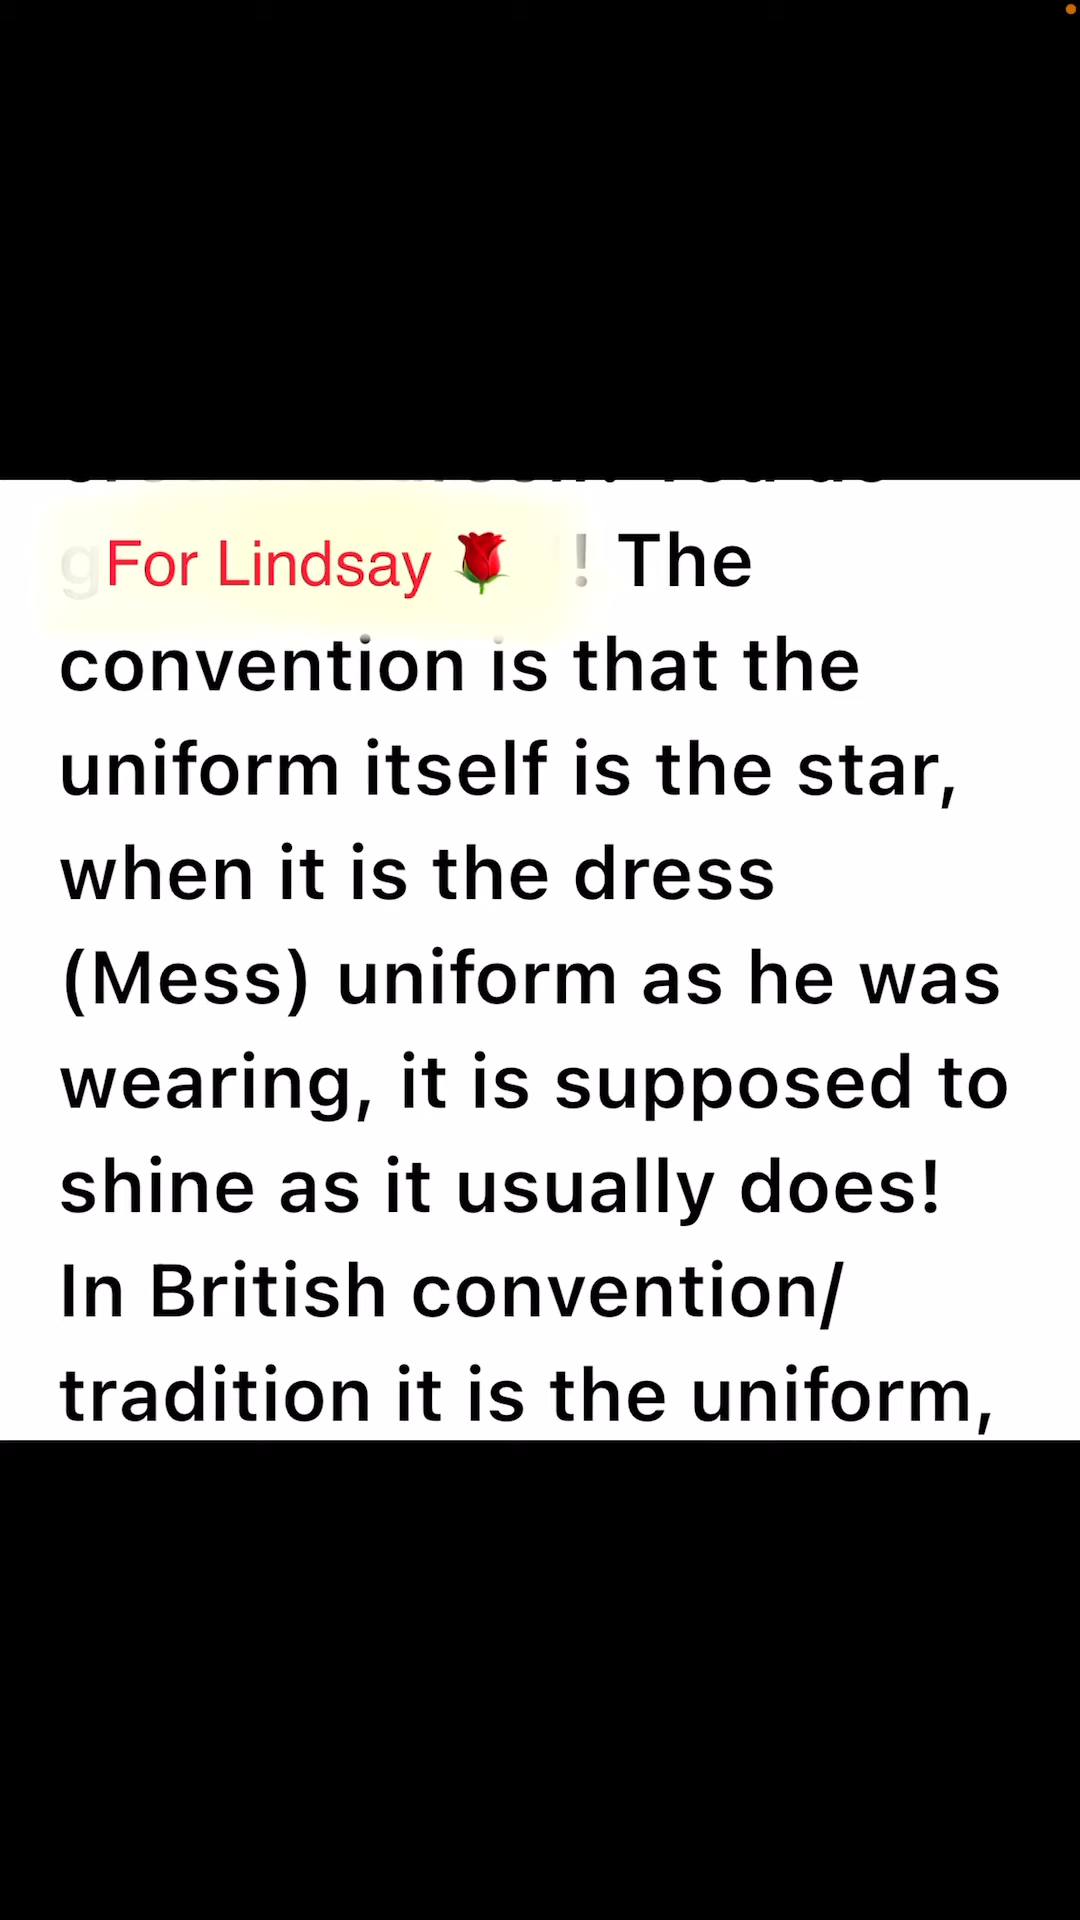 For Lindsay 🌹 ! The
convention is that the
uniform itself is the star,
when it is the dress
(Mess) uniform as he was
wearing, it is supposed to
shine as it usually does!
In British convention/
tradition it is the uniform,